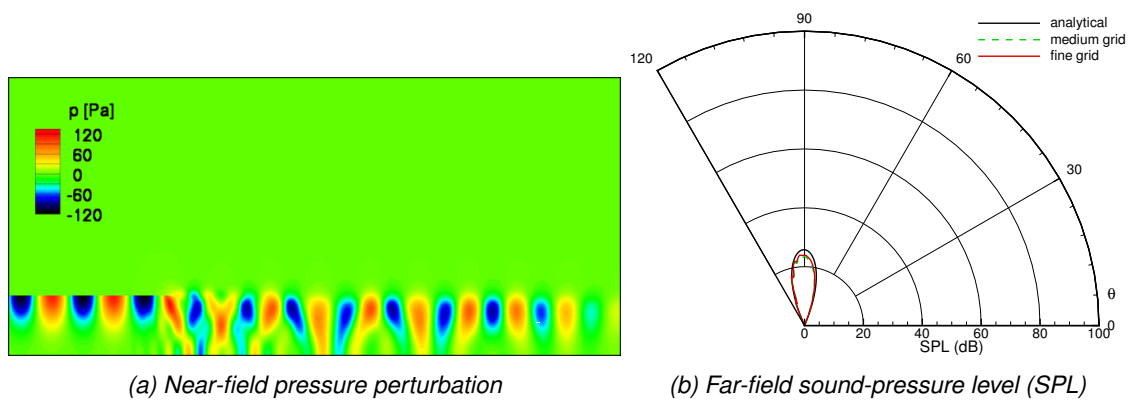 p [Pa]
120
60
0
-60
-120
analytical
medium grid
fine grid
90
120
60
30
θ
0
0 20 40 60 80 100
SPL (dB)
(a) Near-field pressure perturbation
(b) Far-field sound-pressure level (SPL)